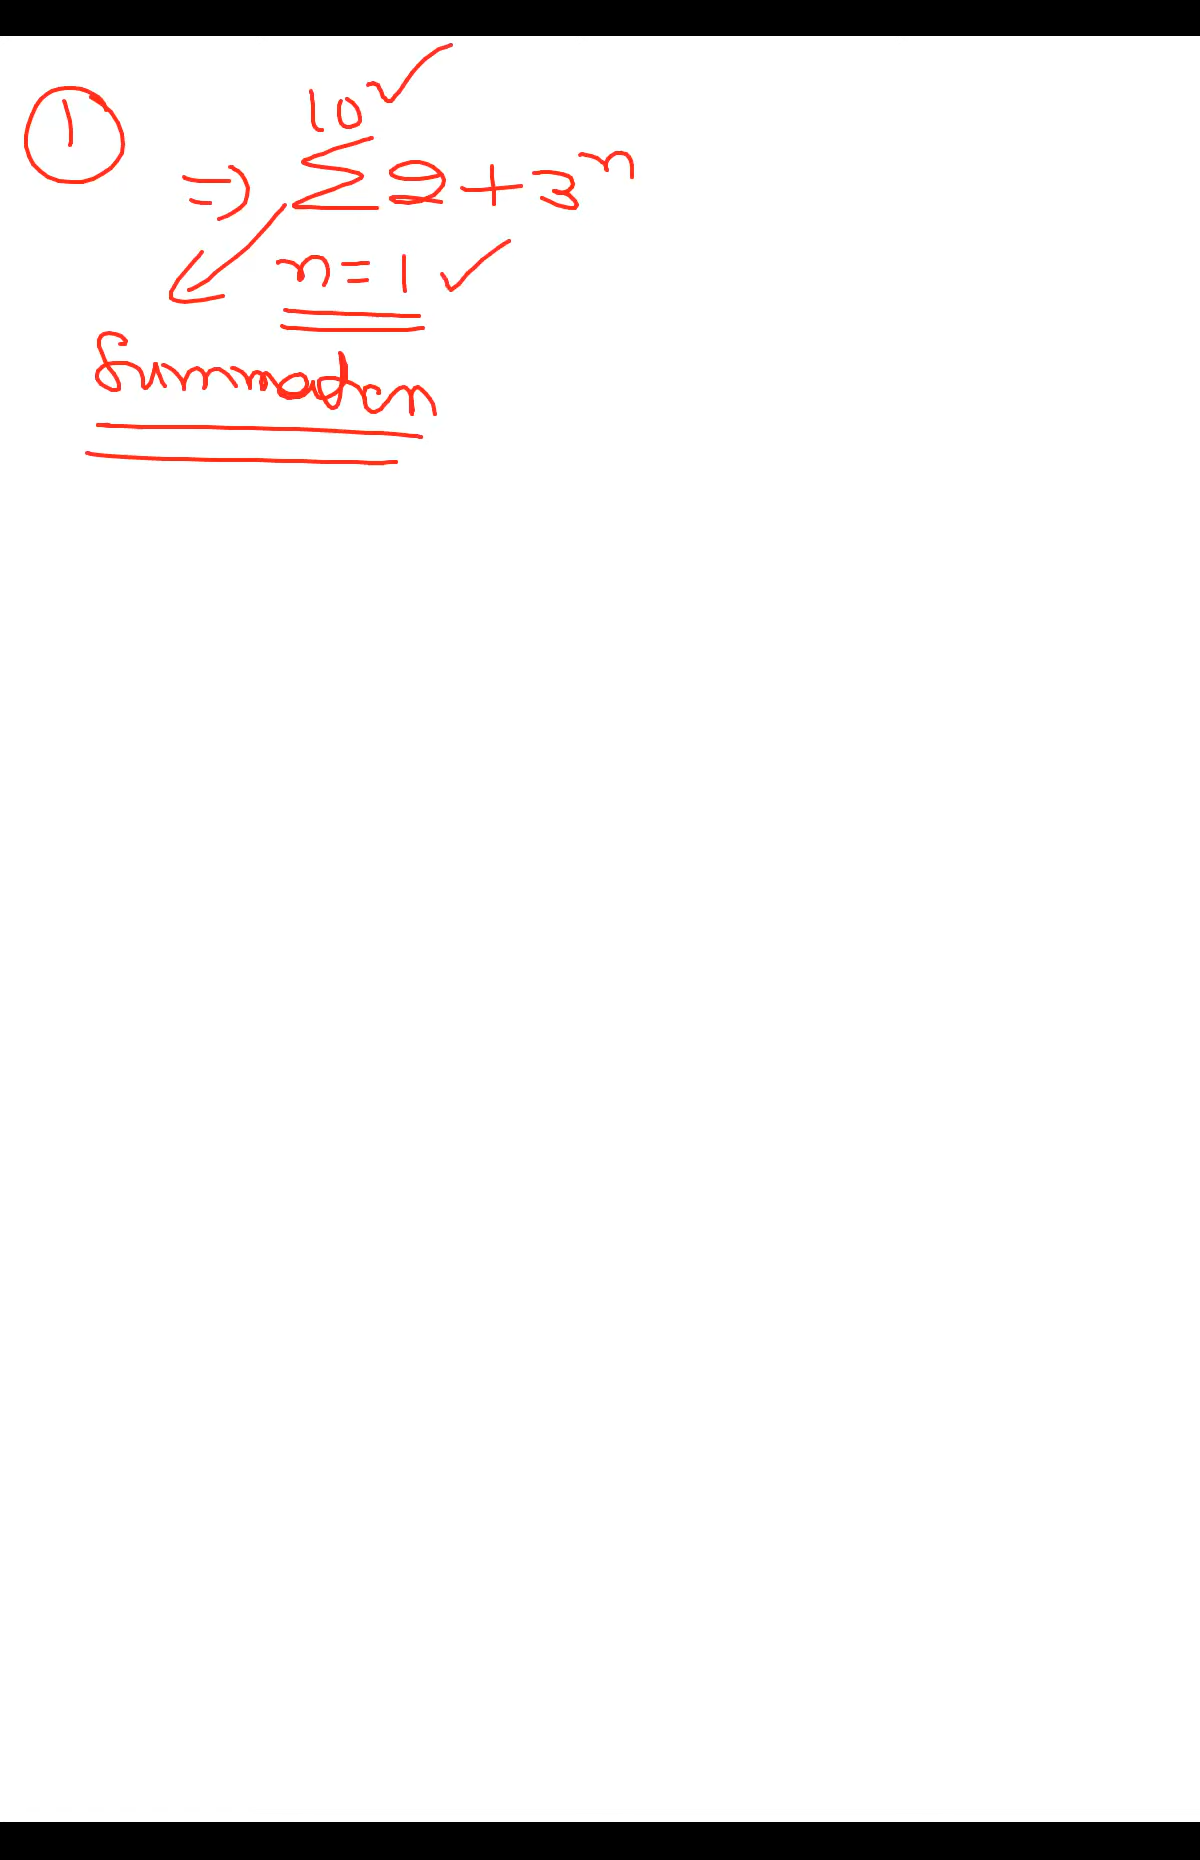 1
10
⇒ ∑ 2 + 3ⁿ
n = 1
Summation